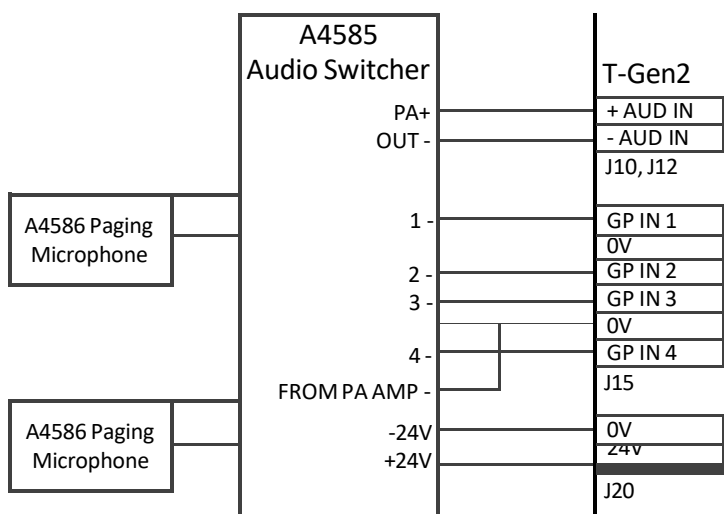 A4585
Audio Switcher
T-Gen2
PA+
+ AUD IN
OUT -
- AUD IN
J10, J12
A4586 Paging
Microphone
1 -
GP IN 1
0V
2 -
GP IN 2
3 -
GP IN 3
0V
4 -
GP IN 4
FROM PA AMP -
J15
A4586 Paging
Microphone
-24V
0V
+24V
24V
J20